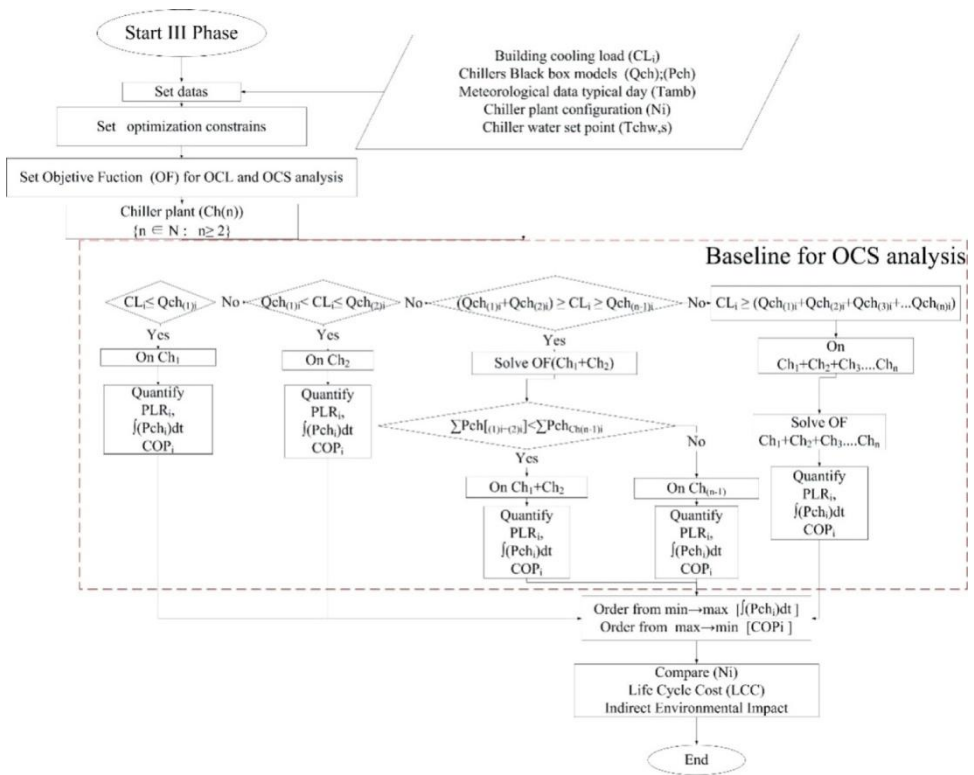 Start III Phase
Building cooling load (CLi)
Chillers Black box models (Qch);(Pch)
Meteorological data typical day (Tamb)
Chiller plant configuration (Ni)
Chiller water set point (Tchw,s)
Set datas
Set optimization constrains
Set Objetive Fuction (OF) for OCL and OCS analysis
Chiller plant (Ch(n))
{n ∈ N : n≥ 2}
Baseline for OCS analysis
CLi≤ Qch(1)i
No
Qch(1)i< CLi≤ Qch(2)i
No
(Qch(1)i+Qch(2)i) ≥ CLi ≥ Qch(n-1)i
No
CLi ≥ (Qch(1)i+Qch(2)i+Qch(3)i+...Qch(n)i)
Yes
On Ch1
Quantify
PLRi,
∫(Pchi)dt
COPi
Yes
On Ch2
Quantify
PLRi,
∫(Pchi)dt
COPi
Yes
Solve OF(Ch1+Ch2)
∑Pch[(1)i−(2)i]<∑PchCh(n-1)i
Yes
On Ch1+Ch2
Quantify
PLRi,
∫(Pchi)dt
COPi
No
On Ch(n-1)
Quantify
PLRi,
∫(Pchi)dt
COPi
On
Ch1+Ch2+Ch3....Chn
Solve OF
Ch1+Ch2+Ch3....Chn
Quantify
PLRi,
∫(Pchi)dt
COPi
Order from min→max [∫(Pchi)dt ]
Order from max→min [COPi ]
Compare (Ni)
Life Cycle Cost (LCC)
Indirect Environmental Impact
End